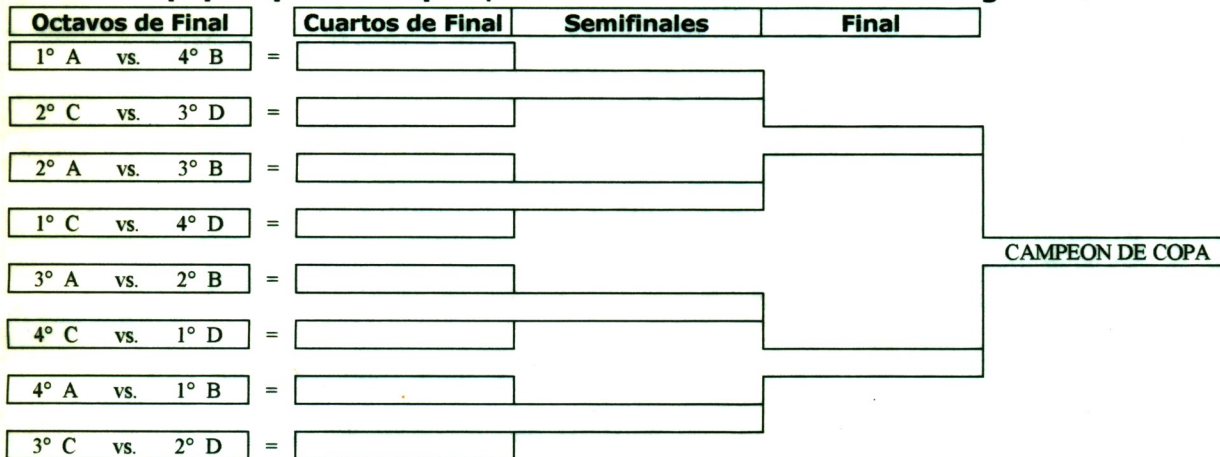 Octavos de Final Cuartos de Final Semifinales Final
1° A vs. 4° B =
2° C vs. 3° D =
2° A vs. 3° B =
1° C vs. 4° D =
CAMPEON DE COPA
3° A vs. 2° B =
4° C vs. 1° D =
4° A vs. 1° B =
3° C vs. 2° D =